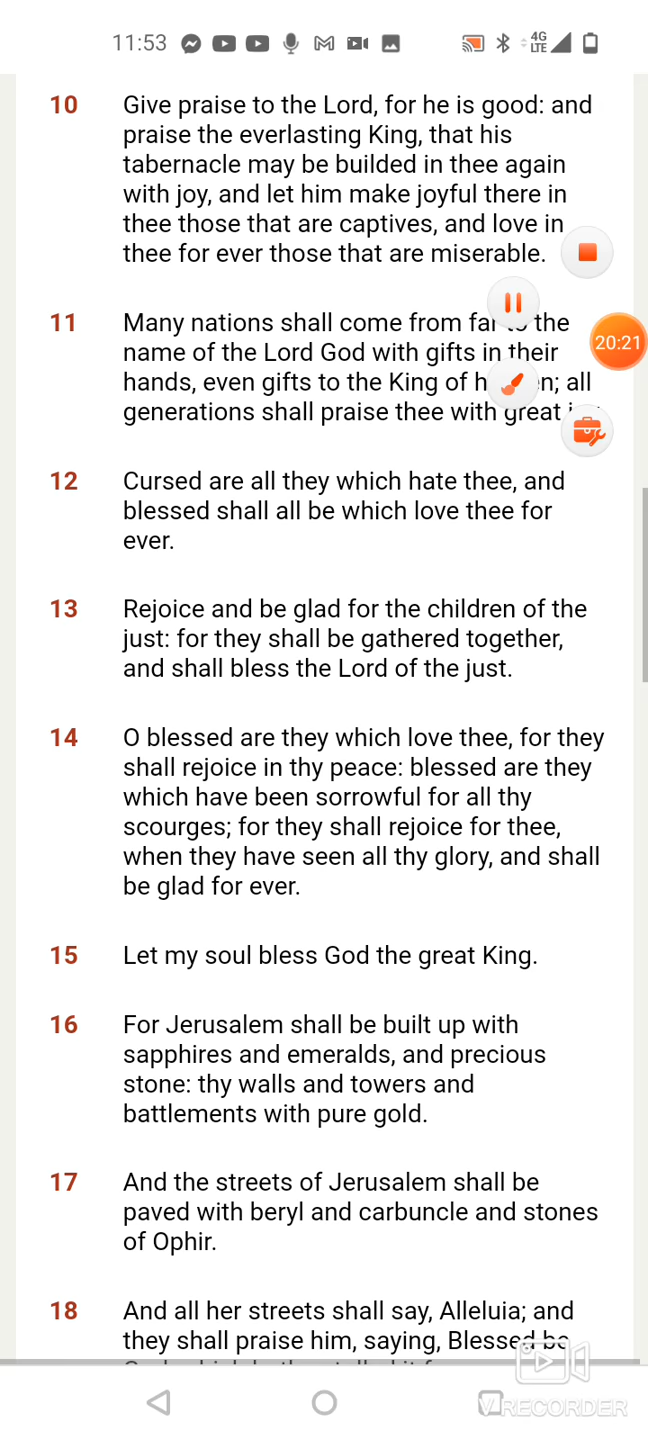 11:53 4G LTE
10 Give praise to the Lord, for he is good: and
praise the everlasting King, that his
tabernacle may be builded in thee again
with joy, and let him make joyful there in
thee those that are captives, and love in
thee for ever those that are miserable.
11 Many nations shall come from far to the
name of the Lord God with gifts in their
hands, even gifts to the King of h en; all
generations shall praise thee with great
20:21
12 Cursed are all they which hate thee, and
blessed shall all be which love thee for
ever.
13 Rejoice and be glad for the children of the
just: for they shall be gathered together,
and shall bless the Lord of the just.
14 O blessed are they which love thee, for they
shall rejoice in thy peace: blessed are they
which have been sorrowful for all thy
scourges; for they shall rejoice for thee,
when they have seen all thy glory, and shall
be glad for ever.
15 Let my soul bless God the great King.
16 For Jerusalem shall be built up with
sapphires and emeralds, and precious
stone: thy walls and towers and
battlements with pure gold.
17 And the streets of Jerusalem shall be
paved with beryl and carbuncle and stones
of Ophir.
18 And all her streets shall say, Alleluia; and
they shall praise him, saying, Blessed be
V RECORDER